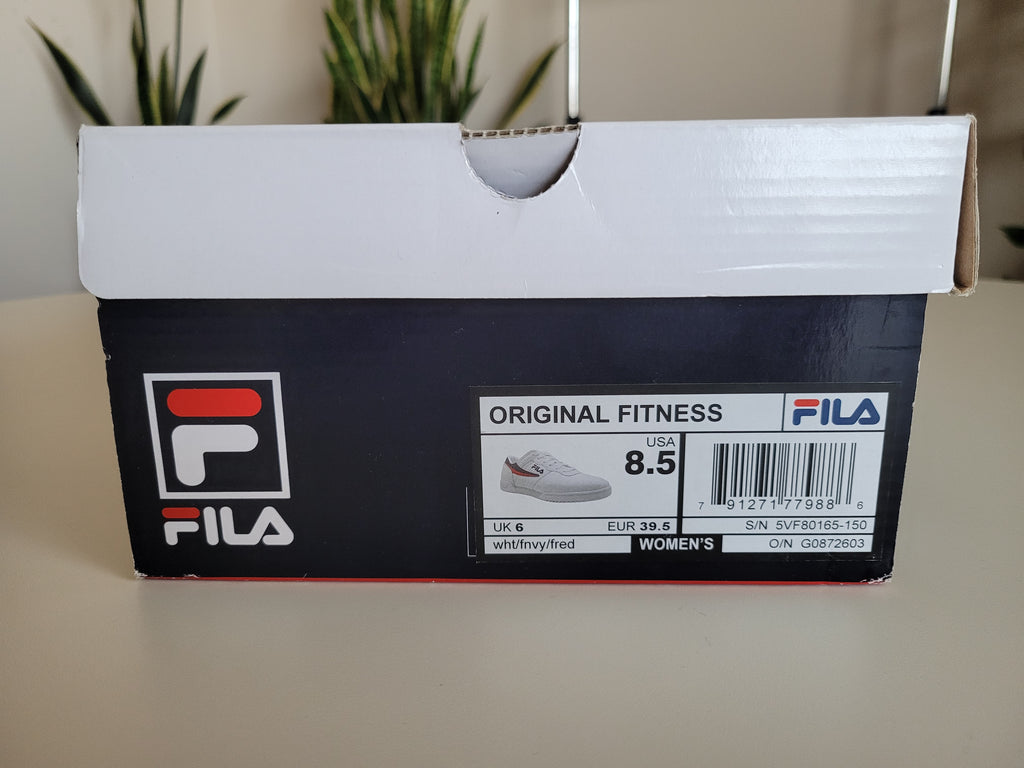 FILA
ORIGINAL FITNESS
FILA
USA
8.5
FILA
UK 6 EUR 39.5
wht/fnvy/fred
WOMEN'S
7 91271 77988 6
S/N 5VF80165-150
O/N G0872603